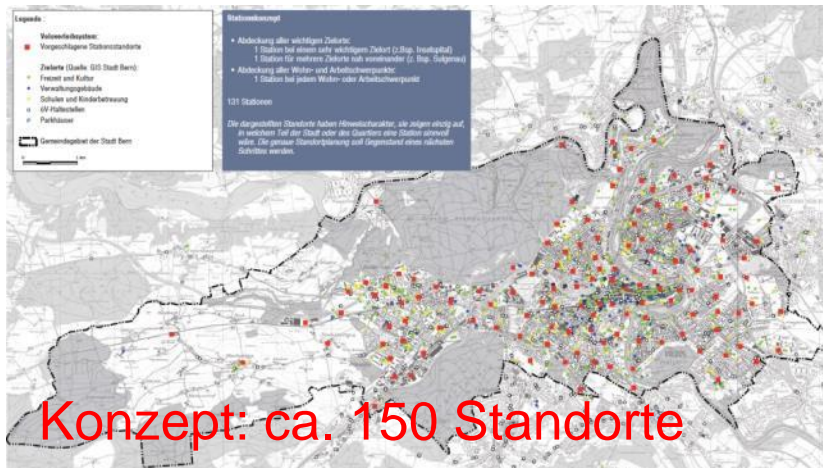 Legende :
Veloverleihsystem:
Vorgeschlagene Stationsstandorte
Zielorte (Quelle: GIS Stadt Bern):
Freizeit und Kultur
Verwaltungsgebäude
Schulen und Kinderbetreuung
öV-Haltestellen
Parkhäuser
Gemeindegebiet der Stadt Bern
Stationskonzept
• Abdeckung aller wichtigen Zielorte:
1 Station bei einem sehr wichtigem Zielort (z.Bsp. Inselspital)
1 Station für mehrere Zielorte nah voneinander (z. Bsp. Sulgenau)
• Abdeckung aller Wohn- und Arbeitsschwerpunkte:
1 Station bei jedem Wohn- oder Arbeitsschwerpunkt
131 Stationen
Die dargestellten Standorte haben Hinweischarakter, sie zeigen einzig auf,
in welchem Teil der Stadt oder des Quartiers eine Station sinnvoll
wäre. Die genaue Standortplanung soll Gegenstand eines nächsten
Schrittes werden.
Konzept: ca. 150 Standorte